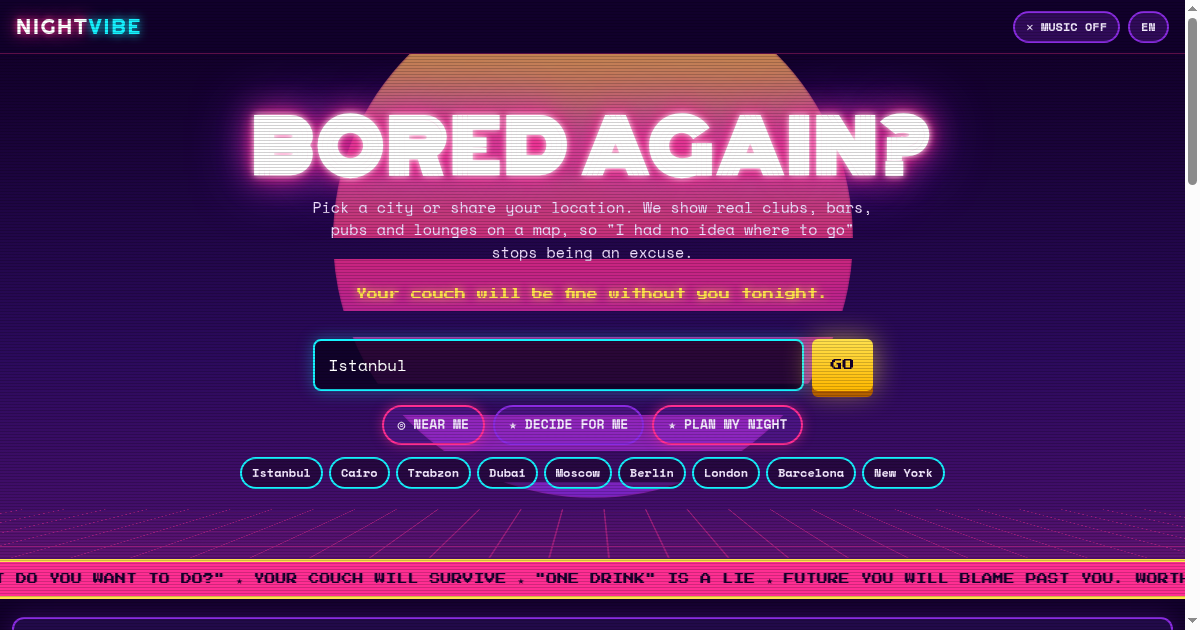 NIGHTVIBE
✕ MUSIC OFF
EN
BORED AGAIN?
Pick a city or share your location. We show real clubs, bars,
pubs and lounges on a map, so "I had no idea where to go"
stops being an excuse.
Your couch will be fine without you tonight.
Istanbul
GO
◎ NEAR ME
★ DECIDE FOR ME
★ PLAN MY NIGHT
Istanbul
Cairo
Trabzon
Dubai
Moscow
Berlin
London
Barcelona
New York
DO YOU WANT TO DO?" ★ YOUR COUCH WILL SURVIVE ★ "ONE DRINK" IS A LIE ★ FUTURE YOU WILL BLAME PAST YOU.